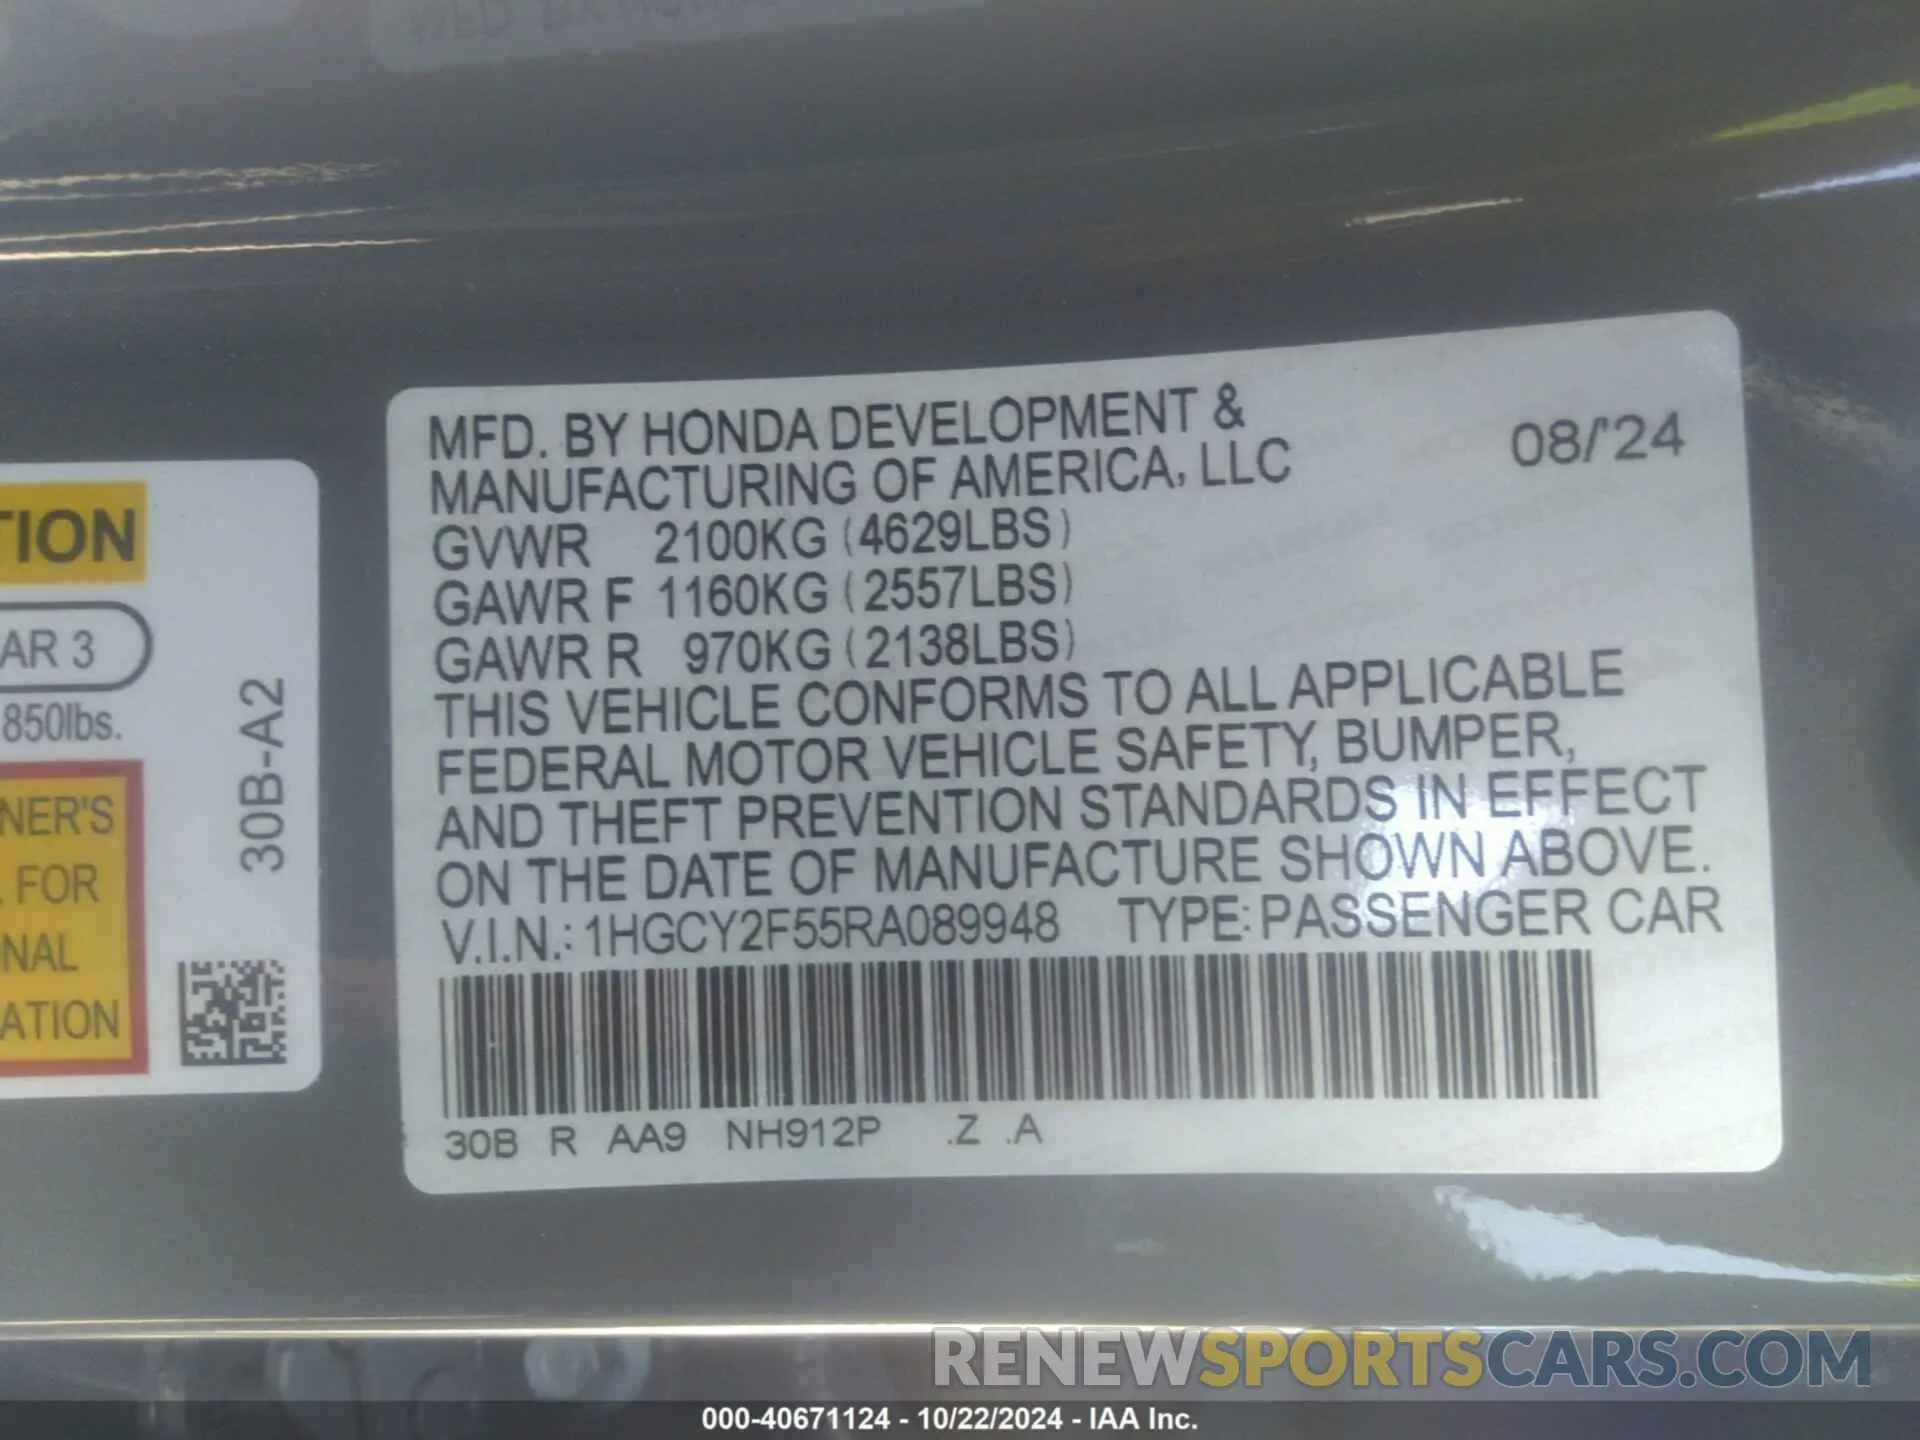 MFD. BY HONDA DEVELOPMENT &
MANUFACTURING OF AMERICA, LLC
08/'24
GVWR 2100KG (4629LBS)
GAWR F 1160KG (2557LBS)
GAWR R 970KG (2138LBS)
THIS VEHICLE CONFORMS TO ALL APPLICABLE
FEDERAL MOTOR VEHICLE SAFETY, BUMPER,
AND THEFT PREVENTION STANDARDS IN EFFECT
ON THE DATE OF MANUFACTURE SHOWN ABOVE.
V.I.N.: 1HGCY2F55RA089948 TYPE: PASSENGER CAR
30B R AA9 NH912P .Z .A
TION
AR 3
850lbs.
NER'S
FOR
NAL
ATION
30B-A2
RENEWSPORTSCARS.COM
000-40671124 - 10/22/2024 - IAA Inc.